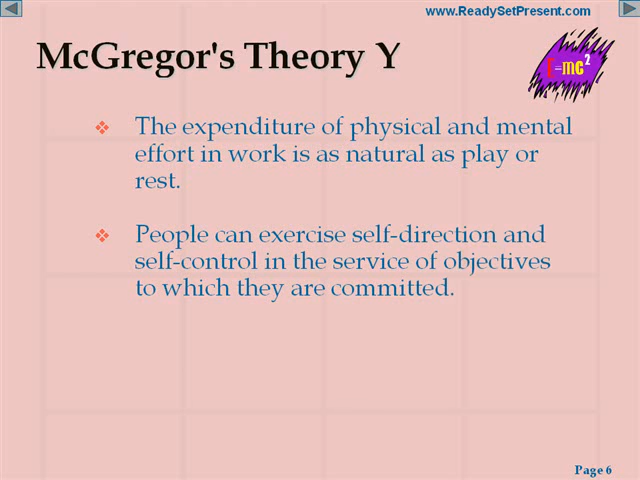 www.ReadySetPresent.com
McGregor's Theory Y
E=mc2
The expenditure of physical and mental
effort in work is as natural as play or
rest.
People can exercise self-direction and
self-control in the service of objectives
to which they are committed.
Page 6